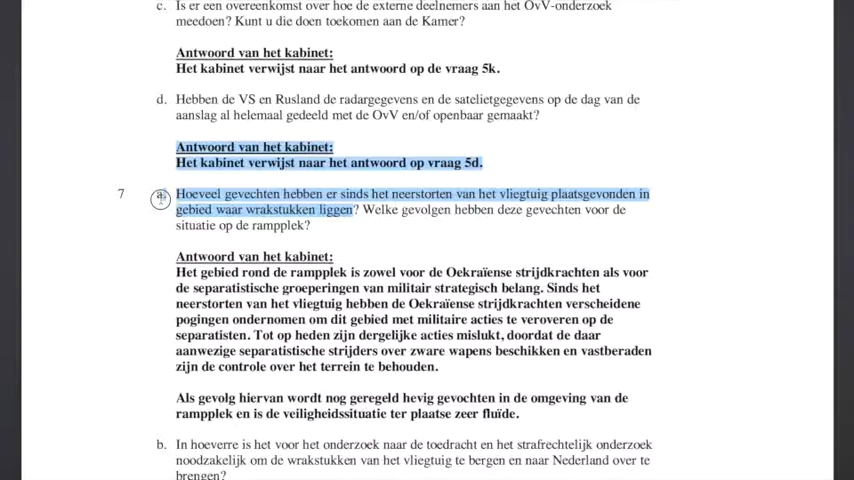 c. Is er een overeenkomst over hoe de externe deelnemers aan het OvV-onderzoek
meedoen? Kunt u die doen toekomen aan de Kamer?
Antwoord van het kabinet:
Het kabinet verwijst naar het antwoord op de vraag 5k.
d. Hebben de VS en Rusland de radargegevens en de satelietgegevens op de dag van de
aanslag al helemaal gedeeld met de OvV en/of openbaar gemaakt?
Antwoord van het kabinet:
Het kabinet verwijst naar het antwoord op vraag 5d.
7 a. Hoeveel gevechten hebben er sinds het neerstorten van het vliegtuig plaatsgevonden in
gebied waar wrakstukken liggen? Welke gevolgen hebben deze gevechten voor de
situatie op de rampplek?
Antwoord van het kabinet:
Het gebied rond de rampplek is zowel voor de Oekraïense strijdkrachten als voor
de separatistische groeperingen van militair strategisch belang. Sinds het
neerstorten van het vliegtuig hebben de Oekraïense strijdkrachten verscheidene
pogingen ondernomen om dit gebied met militaire acties te veroveren op de
separatisten. Tot op heden zijn dergelijke acties mislukt, doordat de daar
aanwezige separatistische strijders over zware wapens beschikken en vastberaden
zijn de controle over het terrein te behouden.
Als gevolg hiervan wordt nog geregeld hevig gevochten in de omgeving van de
rampplek en is de veiligheidssituatie ter plaatse zeer fluïde.
b. In hoeverre is het voor het onderzoek naar de toedracht en het strafrechtelijk onderzoek
noodzakelijk om de wrakstukken van het vliegtuig te bergen en naar Nederland over te
brengen?